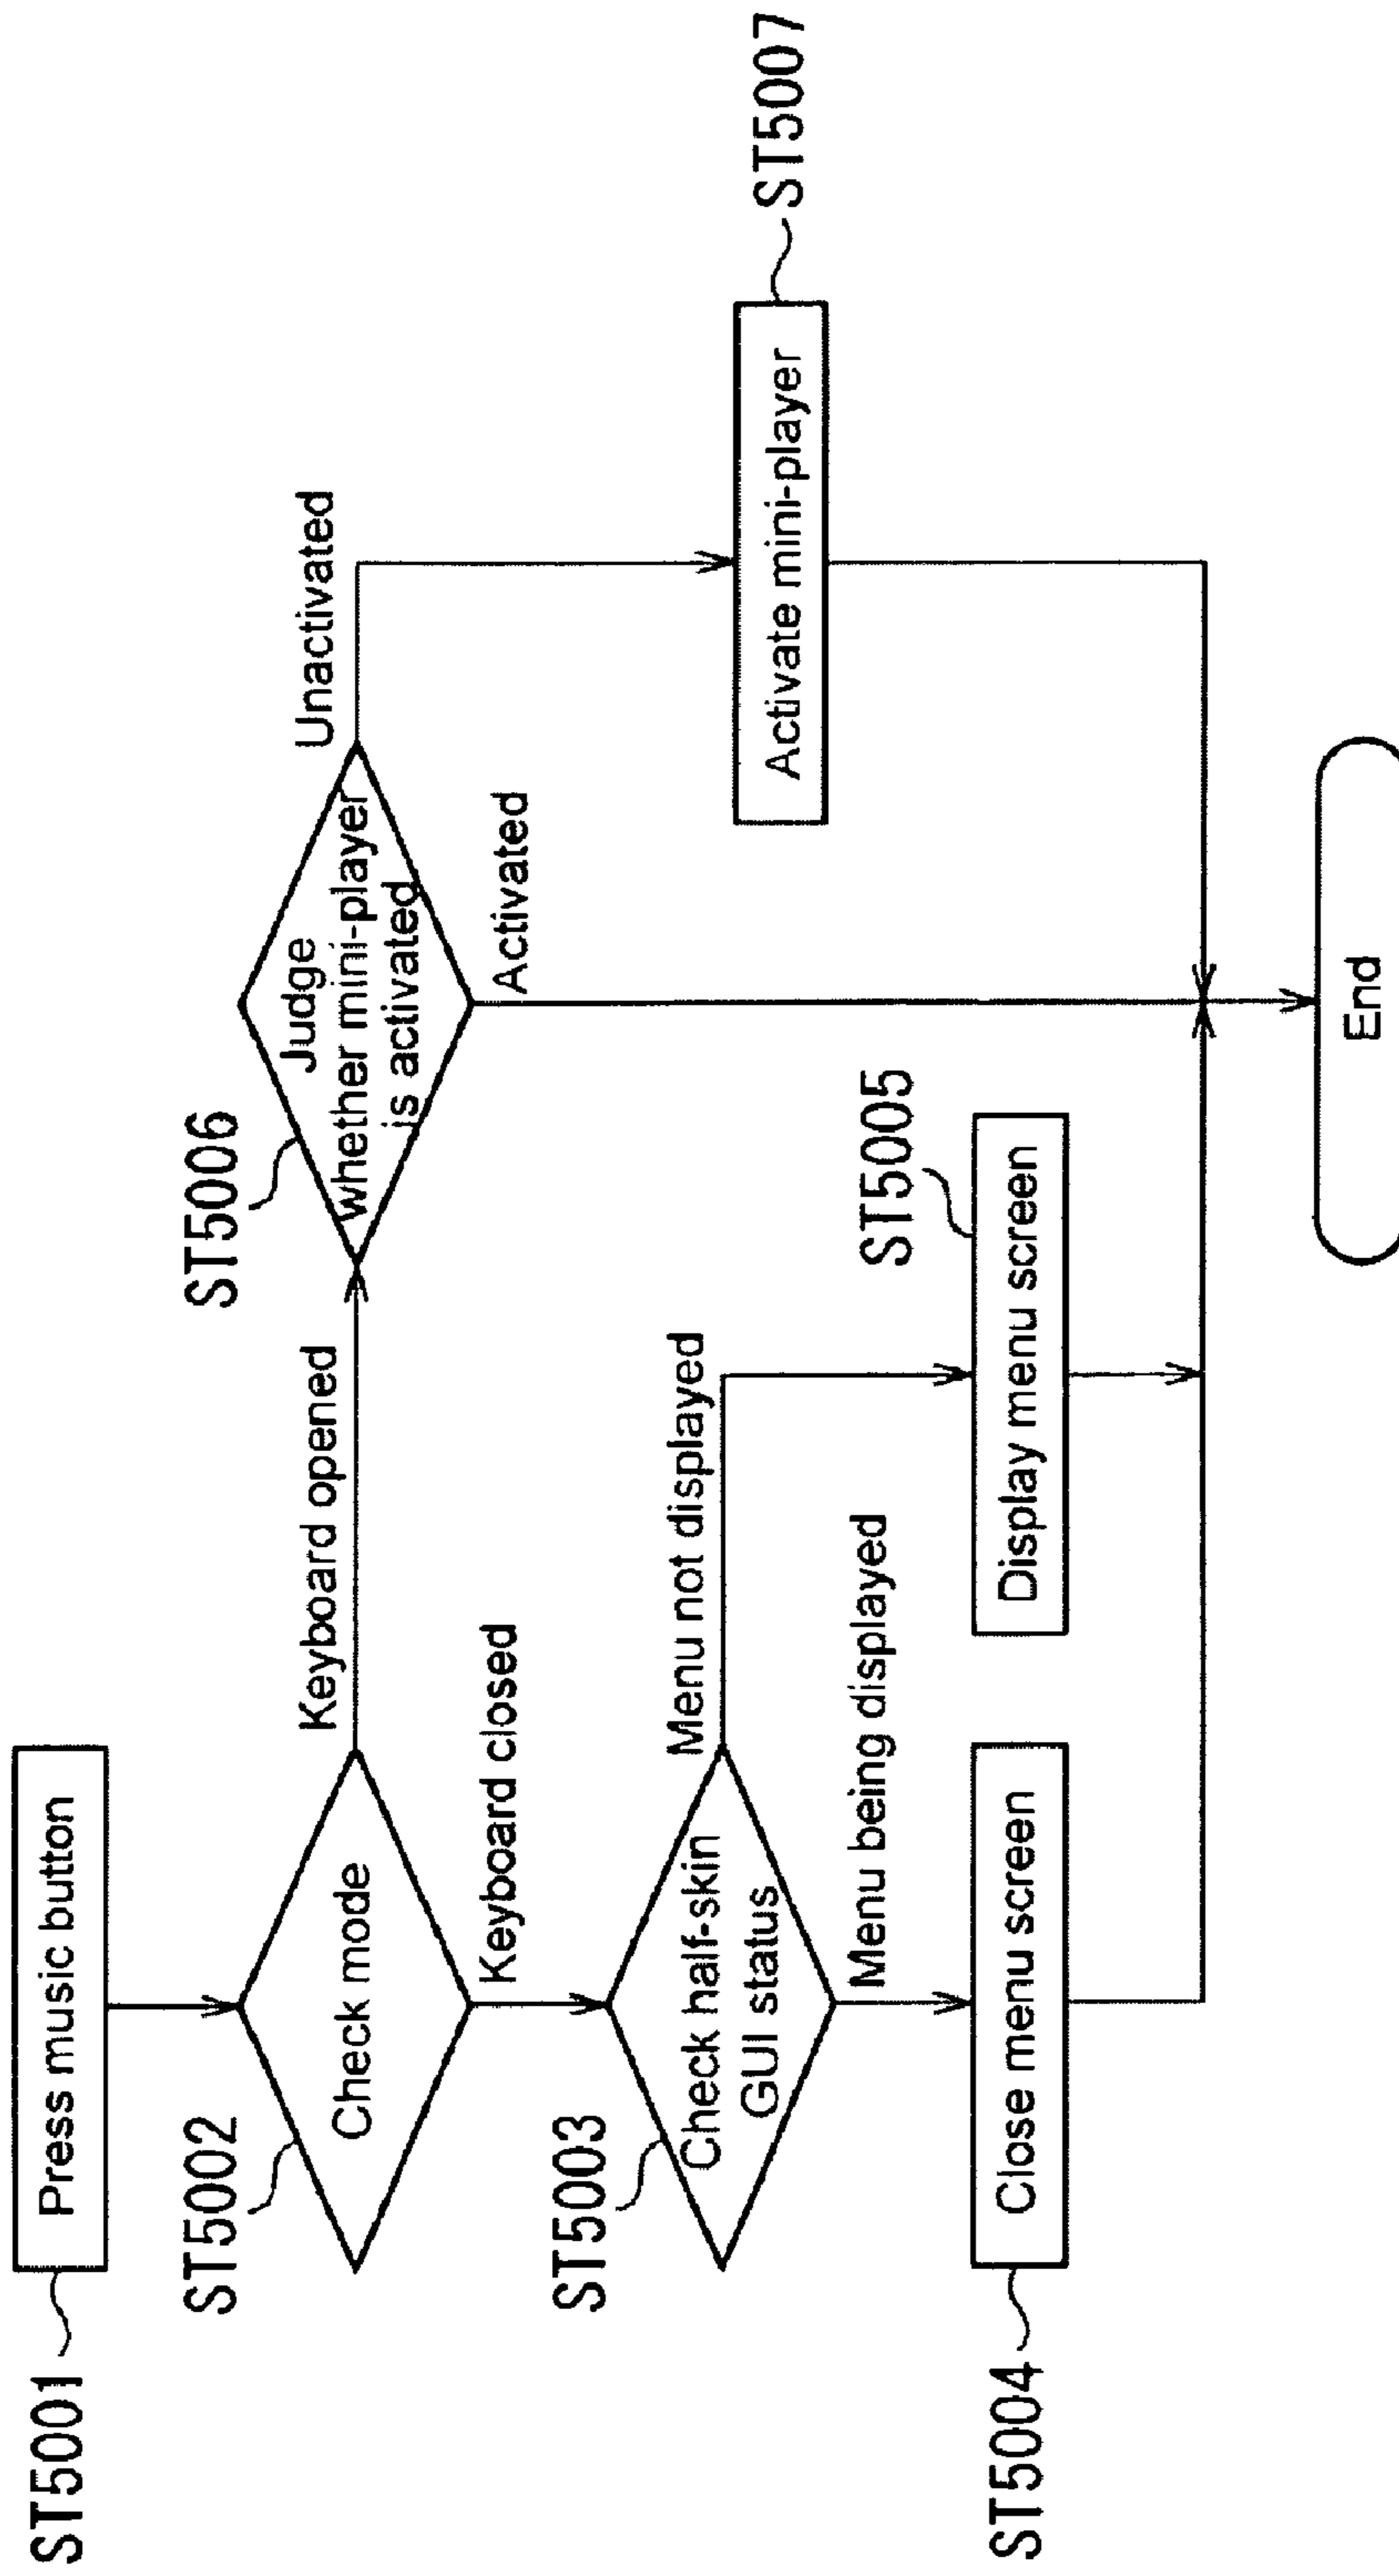 ST5001
Press music button
ST5002
Check mode
Keyboard opened
Keyboard closed
ST5006
Judge
whether mini-player
is activated
Unactivated
Activated
ST5003
Check half-skin
GUI status
Menu not displayed
Menu being displayed
ST5007
Activate mini-player
ST5004
Close menu screen
ST5005
Display menu screen
End